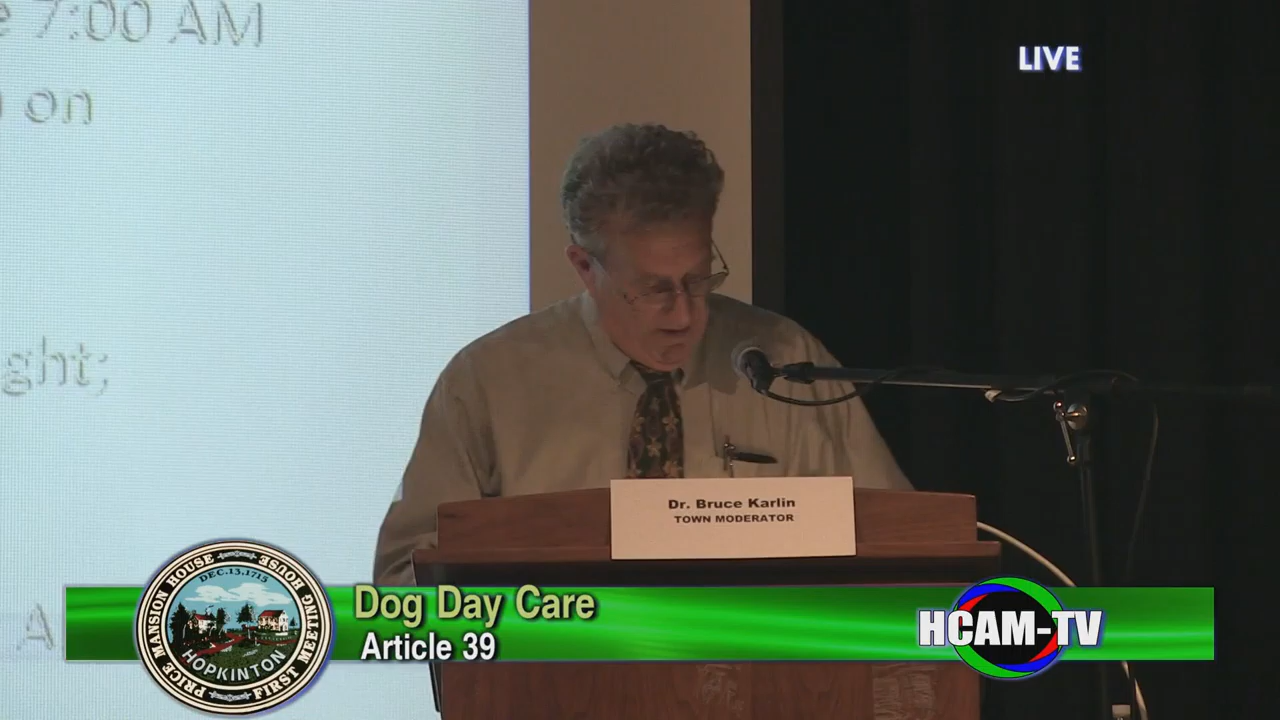 7:00 AM
on
LIVE
ght;
Dr. Bruce Karlin
TOWN MODERATOR
A
PRICE MANSION HOUSE HOUSE FIRST MEETING
DEC.13.1715
HOPKINTON
Dog Day Care
Article 39
HCAM-TV